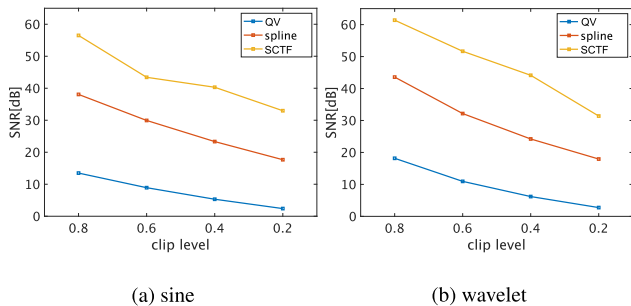 60
50
40
30
20
10
0
SNR[dB]
QV
spline
SCTF
0.8 0.6 0.4 0.2
clip level
(a) sine
60
50
40
30
20
10
0
SNR[dB]
QV
spline
SCTF
0.8 0.6 0.4 0.2
clip level
(b) wavelet